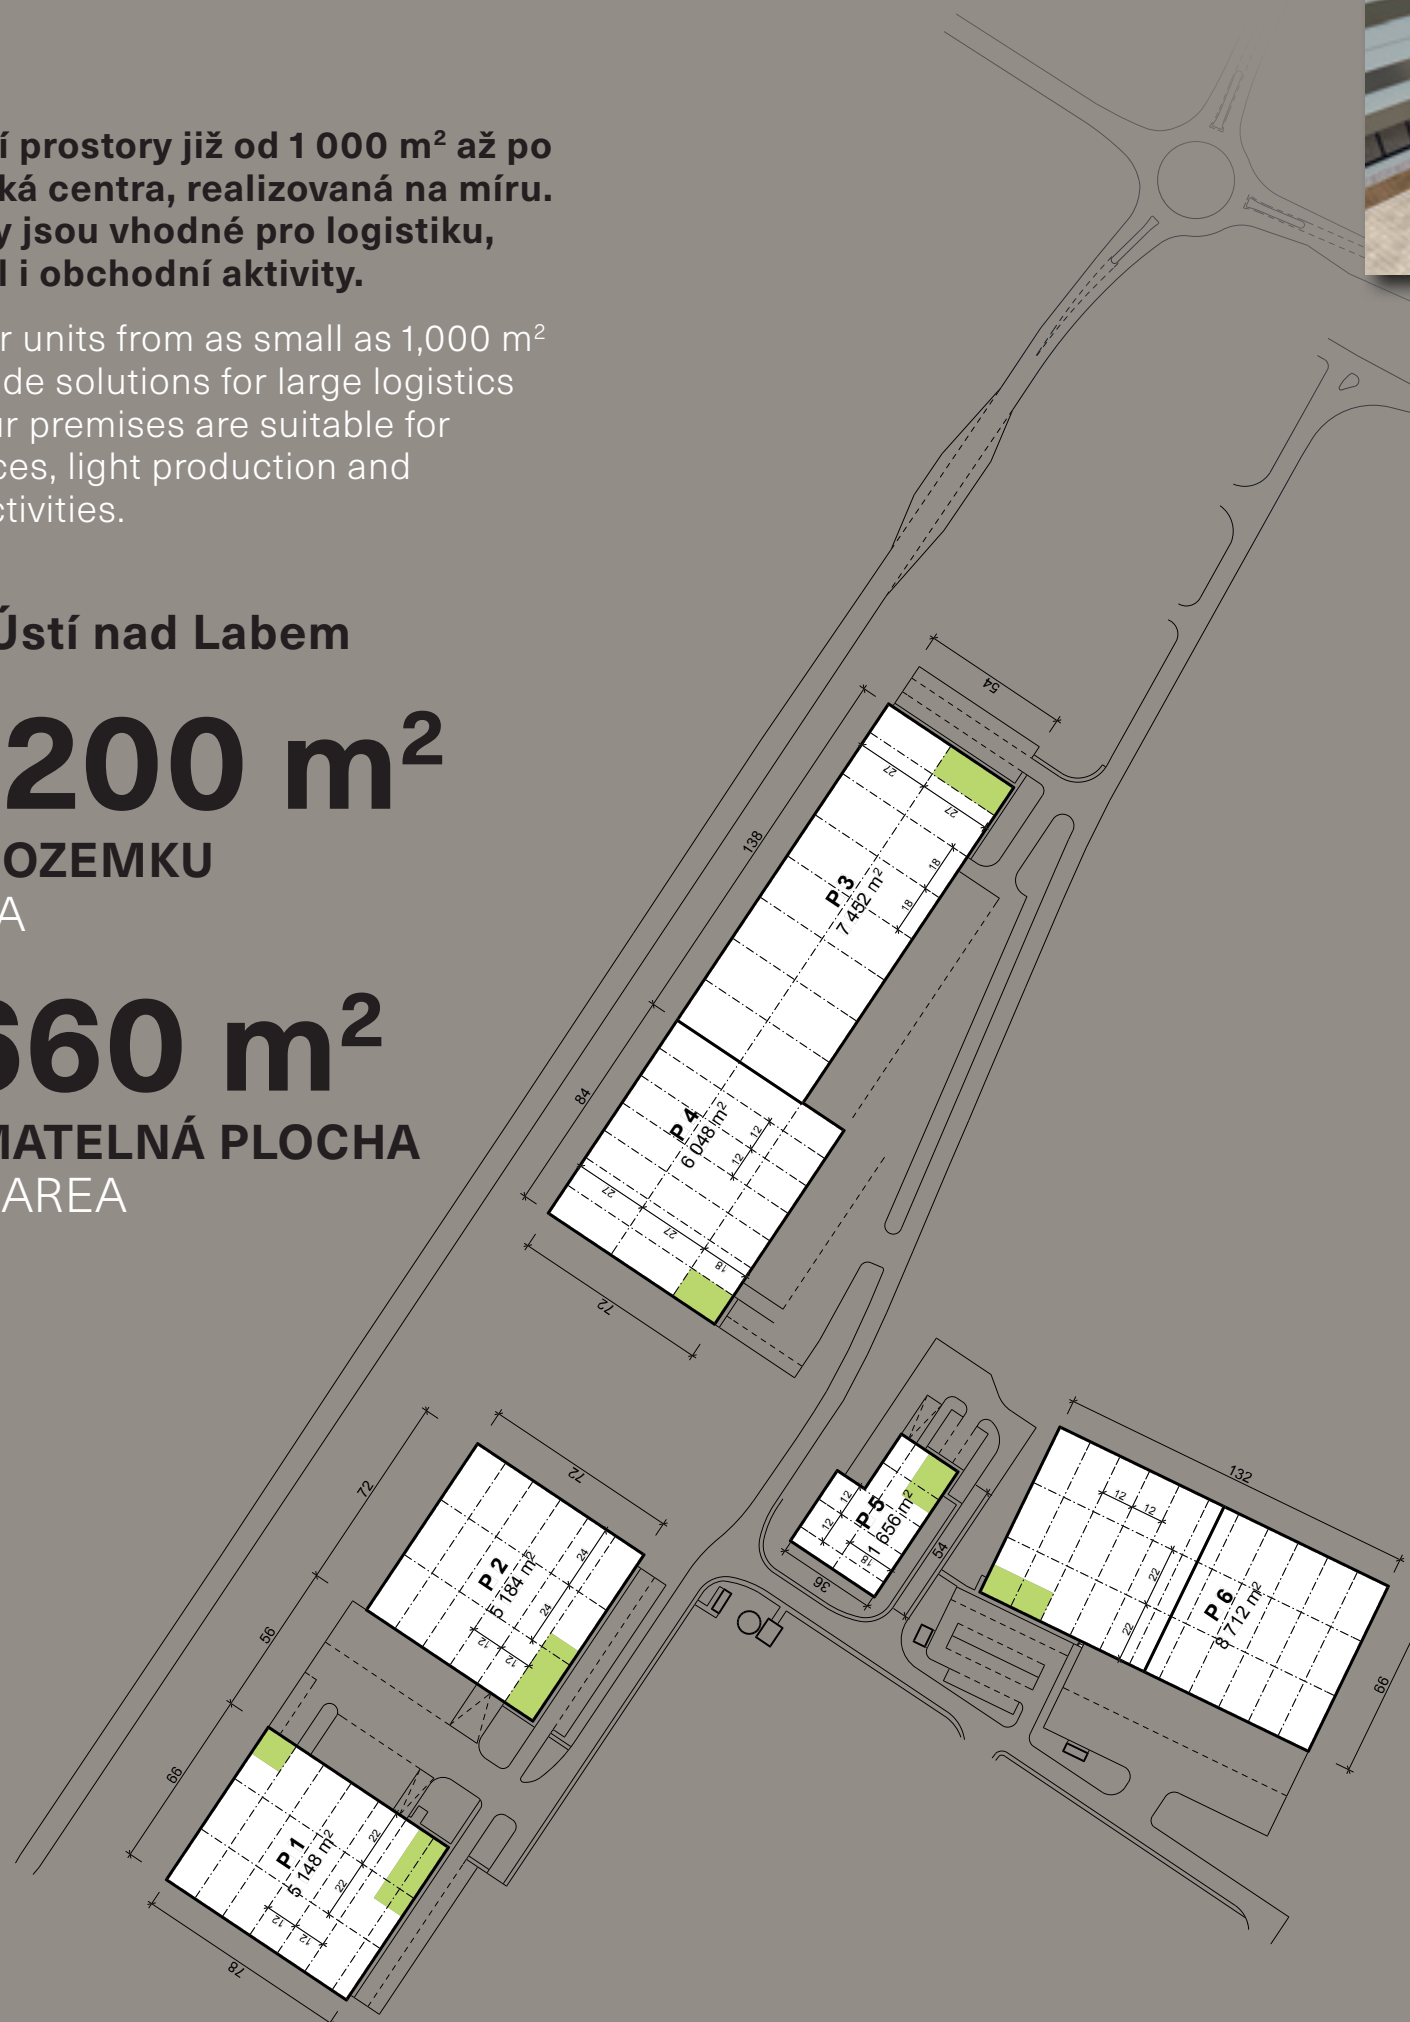 í prostory již od 1 000 m² až po
ká centra, realizovaná na míru.
y jsou vhodné pro logistiku,
l i obchodní aktivity.
r units from as small as 1,000 m²
de solutions for large logistics
ur premises are suitable for
ces, light production and
ctivities.
Ústí nad Labem
200 m²
OZEMKU
A
660 m²
MATELNÁ PLOCHA
AREA
54
138
27
27
18
18
P 3
7 452 m²
84
P 4
6 048 m²
12
12
27
27
18
72
72
72
P 2
5 184 m²
24
24
12
12
56
66
P 1
5 148 m²
22
22
12
12
78
P 5
1 656 m²
12
12
18
36
54
132
12
12
22
22
P 6
8 712 m²
66